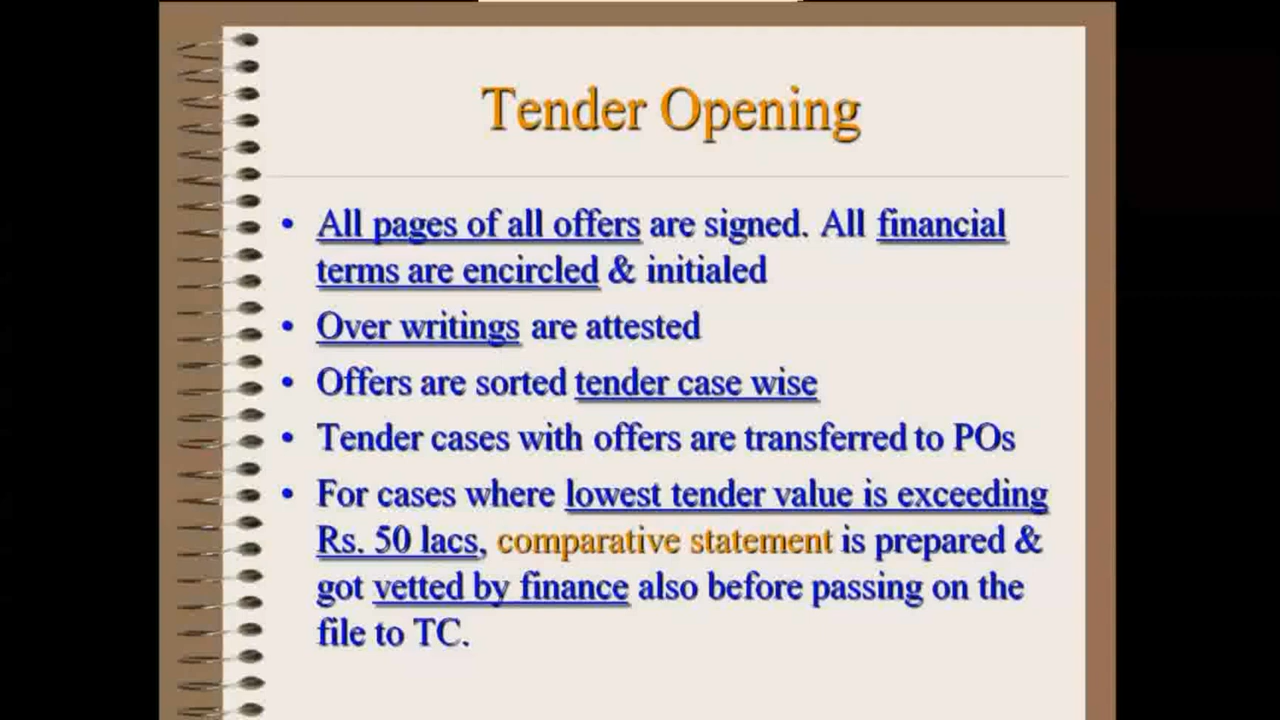 Tender Opening
• All pages of all offers are signed. All financial
terms are encircled & initialed
• Over writings are attested
• Offers are sorted tender case wise
• Tender cases with offers are transferred to POs
• For cases where lowest tender value is exceeding
Rs. 50 lacs, comparative statement is prepared &
got vetted by finance also before passing on the
file to TC.